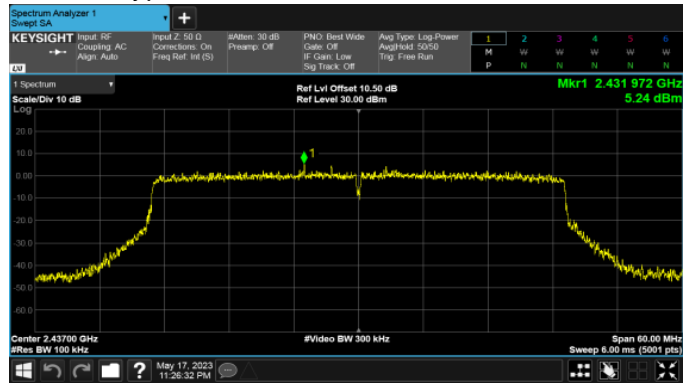 Spectrum Analyzer 1
Swept SA
+
KEYSIGHT
Input: RF
Coupling: AC
Align: Auto
Input Z: 50 Ω
Corrections: On
Freq Ref: Int (S)
#Atten: 30 dB
Preamp: Off
PNO: Best Wide
Gate: Off
IF Gain: Low
Sig Track: Off
Avg Type: Log-Power
Avg|Hold: 50/50
Trig: Free Run
1 2 3 4 5 6
M W W W W W
P N N N N N
LXI
1 Spectrum
Scale/Div 10 dB
Log
Ref Lvl Offset 10.50 dB
Ref Level 30.00 dBm
Mkr1 2.431 972 GHz
5.24 dBm
20.0
10.0
0.00
-10.0
-20.0
-30.0
-40.0
-50.0
-60.0
1
Center 2.43700 GHz
#Res BW 100 kHz
#Video BW 300 kHz
Span 60.00 MHz
Sweep 6.00 ms (5001 pts)
?
May 17, 2023
11:26:32 PM